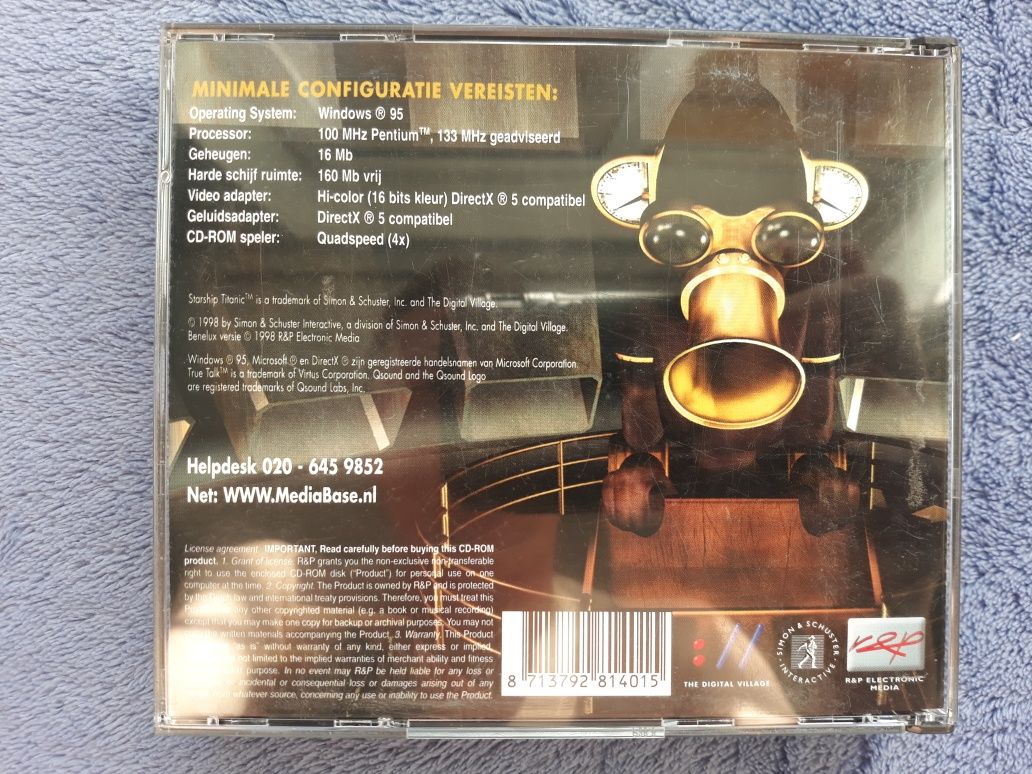 MINIMALE CONFIGURATIE VEREISTEN:
Operating System: Windows ® 95
Processor: 100 MHz Pentium™, 133 MHz geadviseerd
Geheugen: 16 Mb
Harde schijf ruimte: 160 Mb vrij
Video adapter: Hi-color (16 bits kleur) DirectX ® 5 compatibel
Geluidsadapter: DirectX ® 5 compatibel
CD-ROM speler: Quadspeed (4x)
Starship Titanic™ is a trademark of Simon & Schuster, Inc. and The Digital Village.
© 1998 by Simon & Schuster Interactive, a division of Simon & Schuster, Inc. and The Digital Village.
Benelux versie © 1998 R&P Electronic Media
Windows ® 95, Microsoft ® en DirectX ® zijn geregistreerde handelsnamen van Microsoft Corporation.
True Talk™ is a trademark of Virtus Corporation. Qsound and the Qsound Logo
are registered trademarks of Qsound Labs, Inc.
Helpdesk 020 - 645 9852
Net: WWW.MediaBase.nl
License agreement. IMPORTANT, Read carefully before buying this CD-ROM
product. 1. Grant of license. R&P grants you the non-exclusive non-transferable
right to use the enclosed CD-ROM disk ("Product") for personal use on one
computer at the time. 2. Copyright. The Product is owned by R&P and is protected
by the Dutch law and international treaty provisions. Therefore, you must treat this
any other copyrighted material (e.g. a book or musical recording)
except that you may make one copy for backup or archival purposes. You may not
the written materials accompanying the Product. 3. Warranty. This Product
"as is" without warranty of any kind, either express or implied,
not limited to the implied warranties of merchant ability and fitness
purpose. In no event may R&P be held liable for any loss or
incidental or consequential loss or damages arising out of any
whatever source, concerning any use or inability to use the Product.
8 713792 814015
THE DIGITAL VILLAGE
SIMON & SCHUSTER
INTERACTIVE
R&P
R&P ELECTRONIC
MEDIA